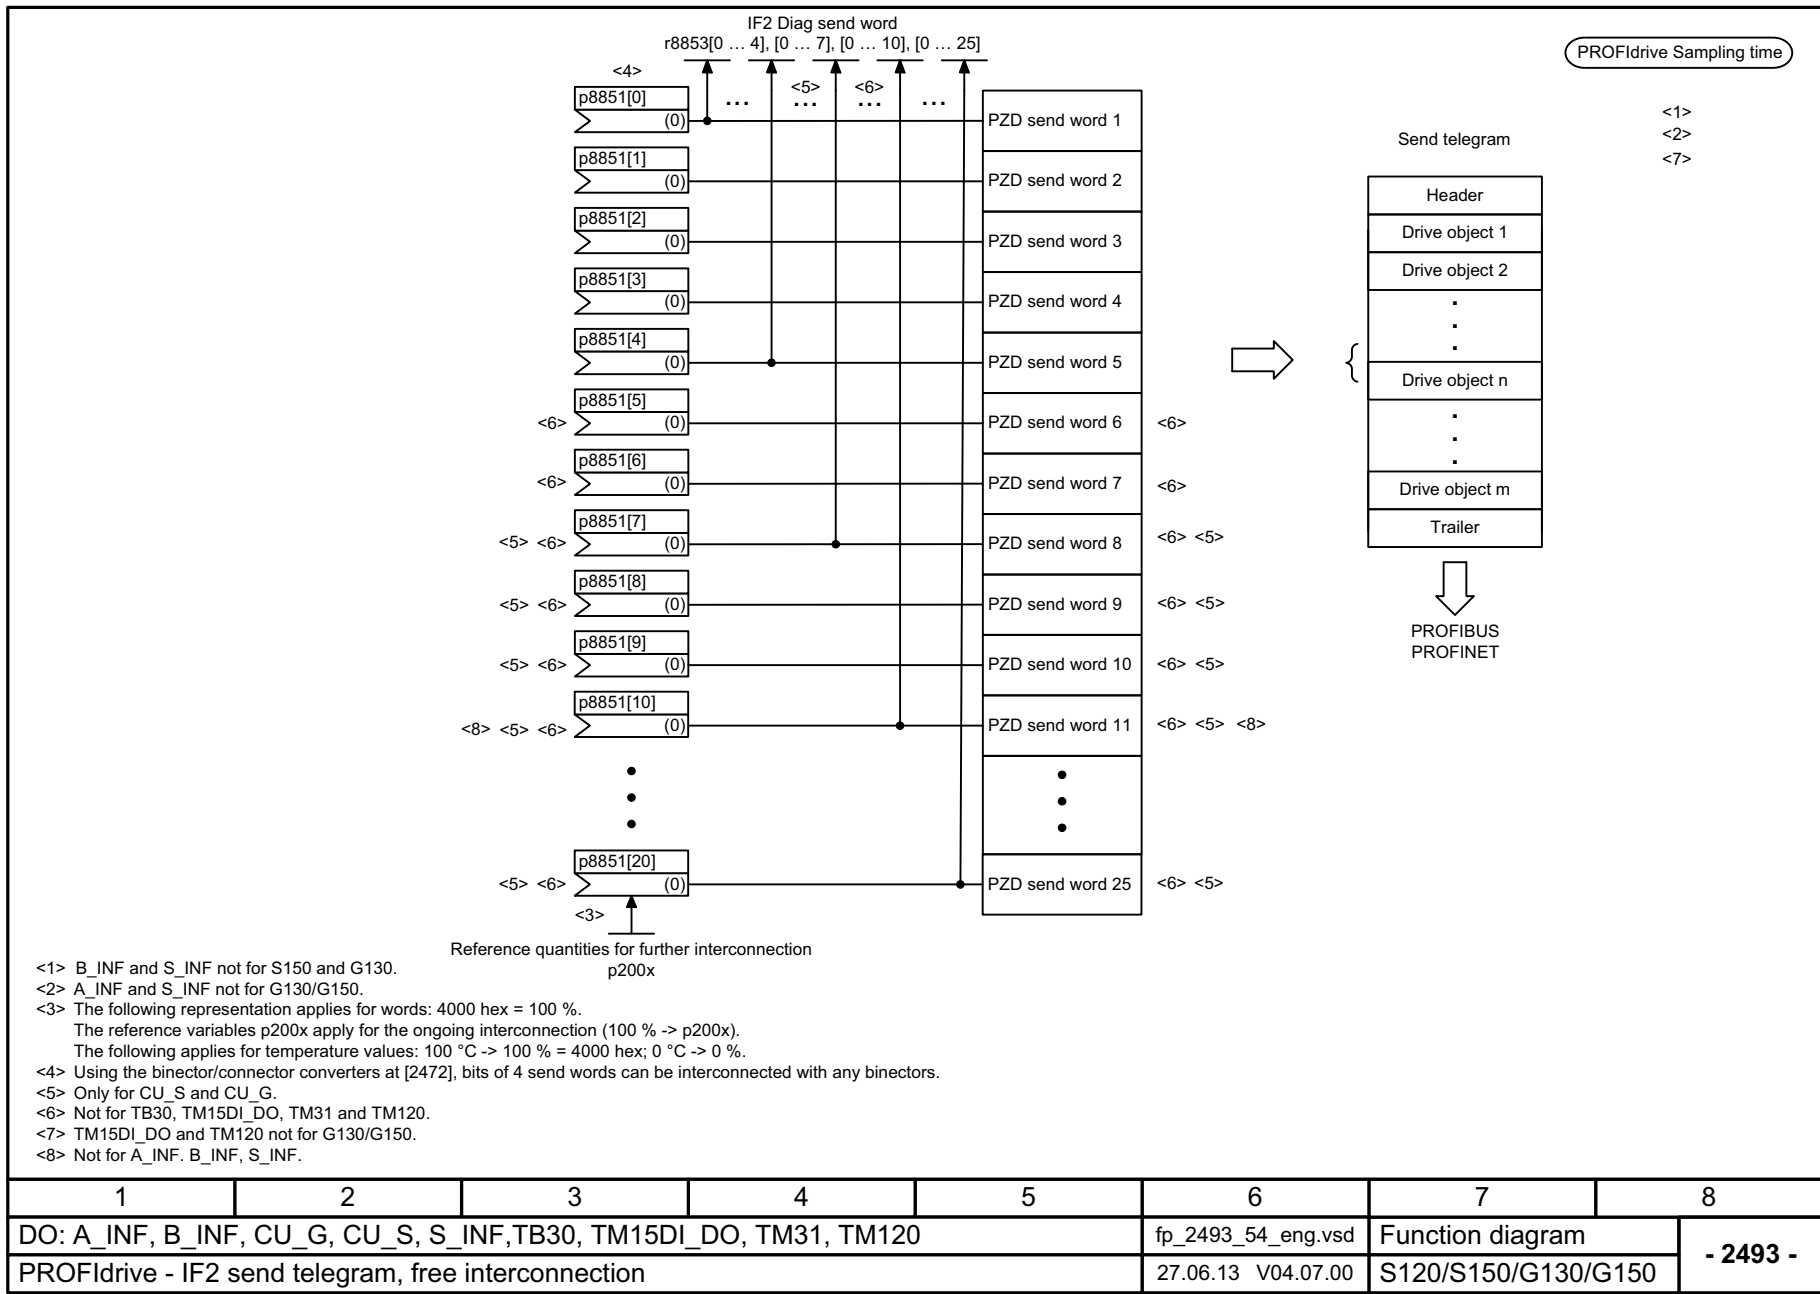 IF2 Diag send word
r8853[0 … 4], [0 … 7], [0 … 10], [0 … 25]
PROFIdrive Sampling time
<4>
<5> <6>
... ... ... ...
p8851[0]
(0) PZD send word 1
<1>
<2>
<7>
Send telegram
p8851[1]
(0) PZD send word 2
p8851[2]
(0) PZD send word 3
p8851[3]
(0) PZD send word 4
p8851[4]
(0) PZD send word 5
p8851[5]
<6> (0) PZD send word 6 <6>
p8851[6]
<6> (0) PZD send word 7 <6>
p8851[7]
<5> <6> (0) PZD send word 8 <6> <5>
p8851[8]
<5> <6> (0) PZD send word 9 <6> <5>
p8851[9]
<5> <6> (0) PZD send word 10 <6> <5>
p8851[10]
<8> <5> <6> (0) PZD send word 11 <6> <5> <8>
p8851[20]
<5> <6> (0) PZD send word 25 <6> <5>
<3>
Reference quantities for further interconnection
p200x
Header
Drive object 1
Drive object 2
Drive object n
Drive object m
Trailer
PROFIBUS
PROFINET
<1> B_INF and S_INF not for S150 and G130.
<2> A_INF and S_INF not for G130/G150.
<3> The following representation applies for words: 4000 hex = 100 %.
The reference variables p200x apply for the ongoing interconnection (100 % -> p200x).
The following applies for temperature values: 100 °C -> 100 % = 4000 hex; 0 °C -> 0 %.
<4> Using the binector/connector converters at [2472], bits of 4 send words can be interconnected with any binectors.
<5> Only for CU_S and CU_G.
<6> Not for TB30, TM15DI_DO, TM31 and TM120.
<7> TM15DI_DO and TM120 not for G130/G150.
<8> Not for A_INF. B_INF, S_INF.
1 2 3 4 5 6 7 8
DO: A_INF, B_INF, CU_G, CU_S, S_INF,TB30, TM15DI_DO, TM31, TM120 fp_2493_54_eng.vsd Function diagram
- 2493 -
PROFIdrive - IF2 send telegram, free interconnection 27.06.13 V04.07.00 S120/S150/G130/G150